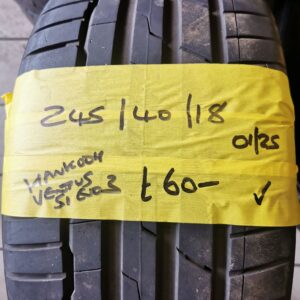 245/40/18
01/25
HANKOOK
VENTUS
S1 EVO3
£60-